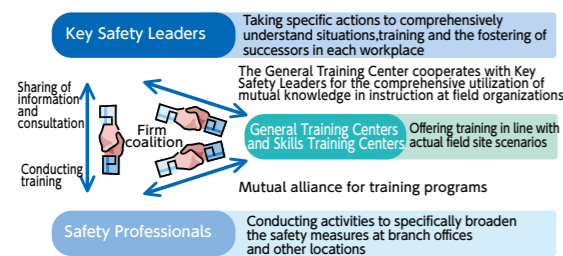 Key Safety Leaders
Taking specific actions to comprehensively
understand situations,training and the fostering of
successors in each workplace
The General Training Center cooperates with Key
Safety Leaders for the comprehensive utilization of
mutual knowledge in instruction at field organizations
Sharing of
information
and
consultation
Firm
coalition
General Training Centers
and Skills Training Centers
Offering training in line with
actual field site scenarios
Conducting
training
Mutual alliance for training programs
Safety Professionals
Conducting activities to specifically broaden
the safety measures at branch offices
and other locations